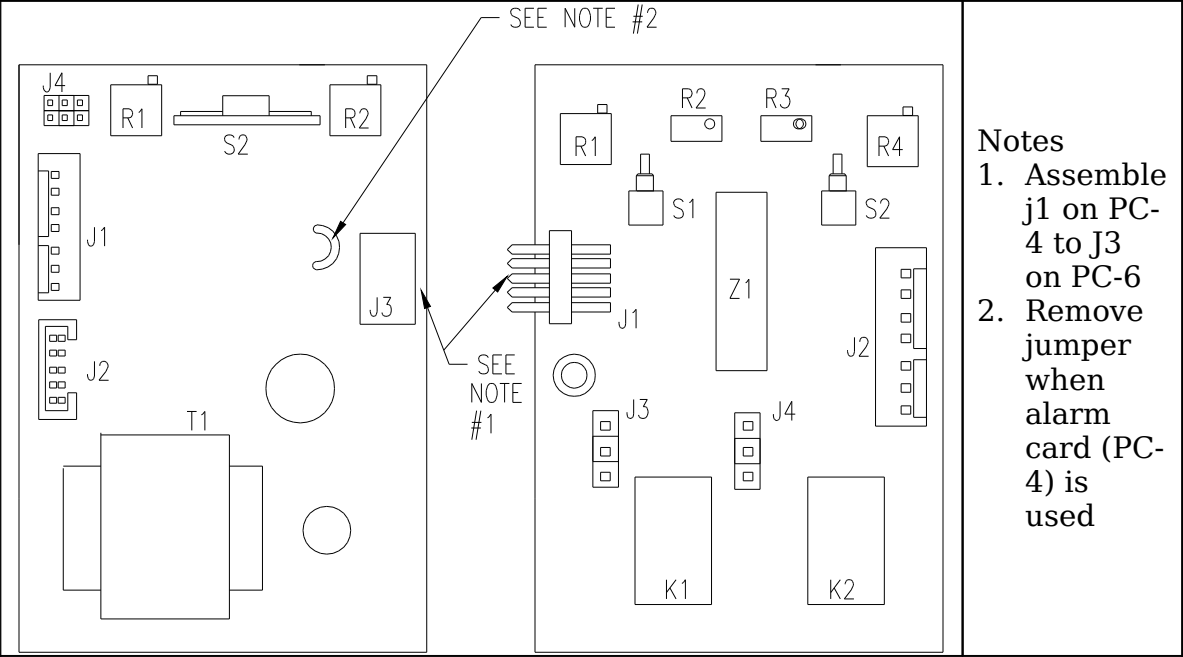 SEE NOTE #2
J4
R1
S2
R2
J1
J3
J2
T1
SEE
NOTE
#1
R2
R3
R1
R4
S1
S2
Z1
J1
J2
J3
J4
K1
K2
Notes
1. Assemble
j1 on PC-
4 to J3
on PC-6
2. Remove
jumper
when
alarm
card (PC-
4) is
used